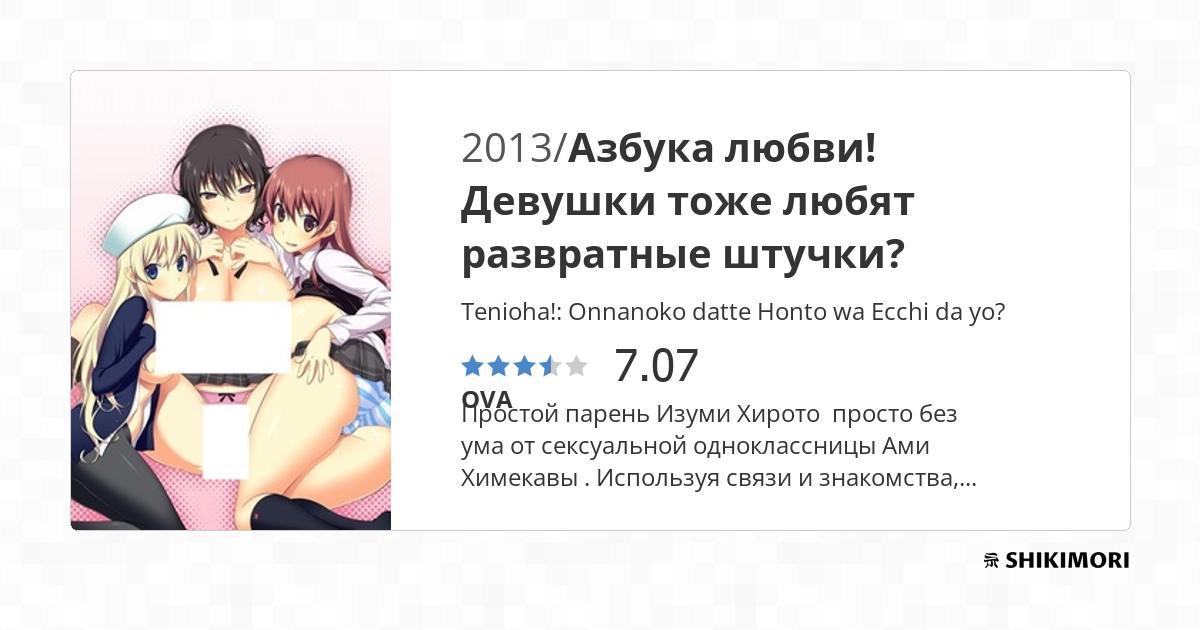 2013/Азбука любви!
Девушки тоже любят
развратные штучки?
Tenioha!: Onnanoko datte Honto wa Ecchi da yo?
7.07
OVA
Простой парень Изуми Хирото просто без
ума от сексуальной одноклассницы Ами
Химекавы . Используя связи и знакомства,...
SHIKIMORI